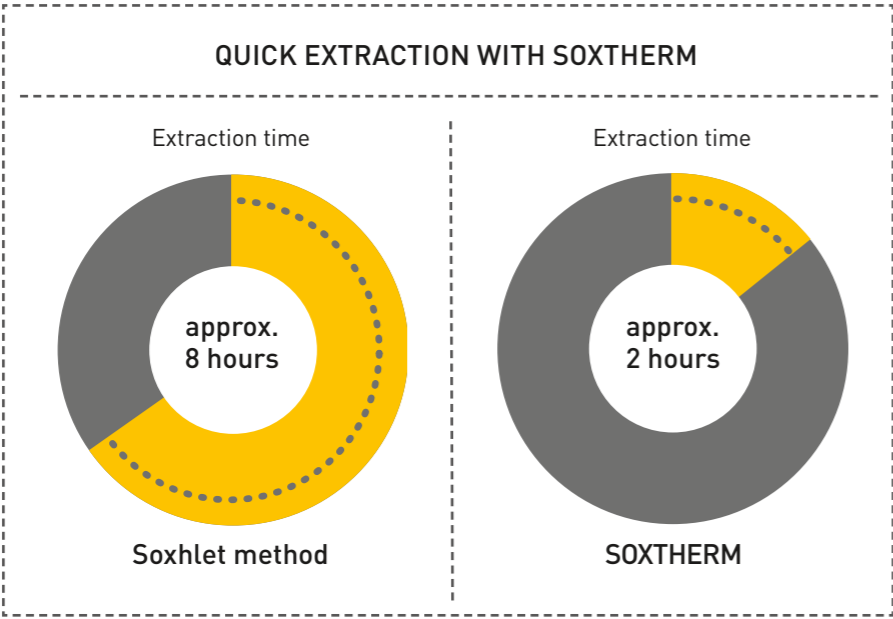 QUICK EXTRACTION WITH SOXTHERM
Extraction time
approx.
8 hours
Soxhlet method
Extraction time
approx.
2 hours
SOXTHERM